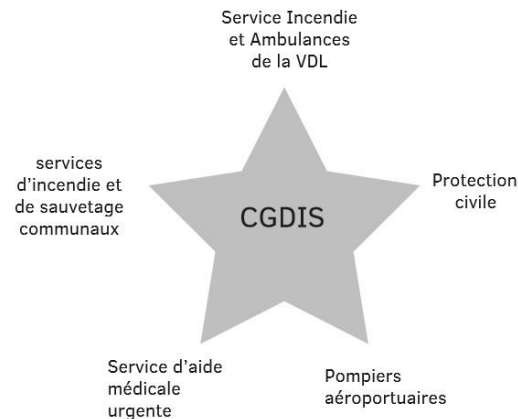 Service Incendie
et Ambulances
de la VDL
services
d'incendie et
de sauvetage
communaux
CGDIS
Protection
civile
Service d'aide
médicale
urgente
Pompiers
aéroportuaires